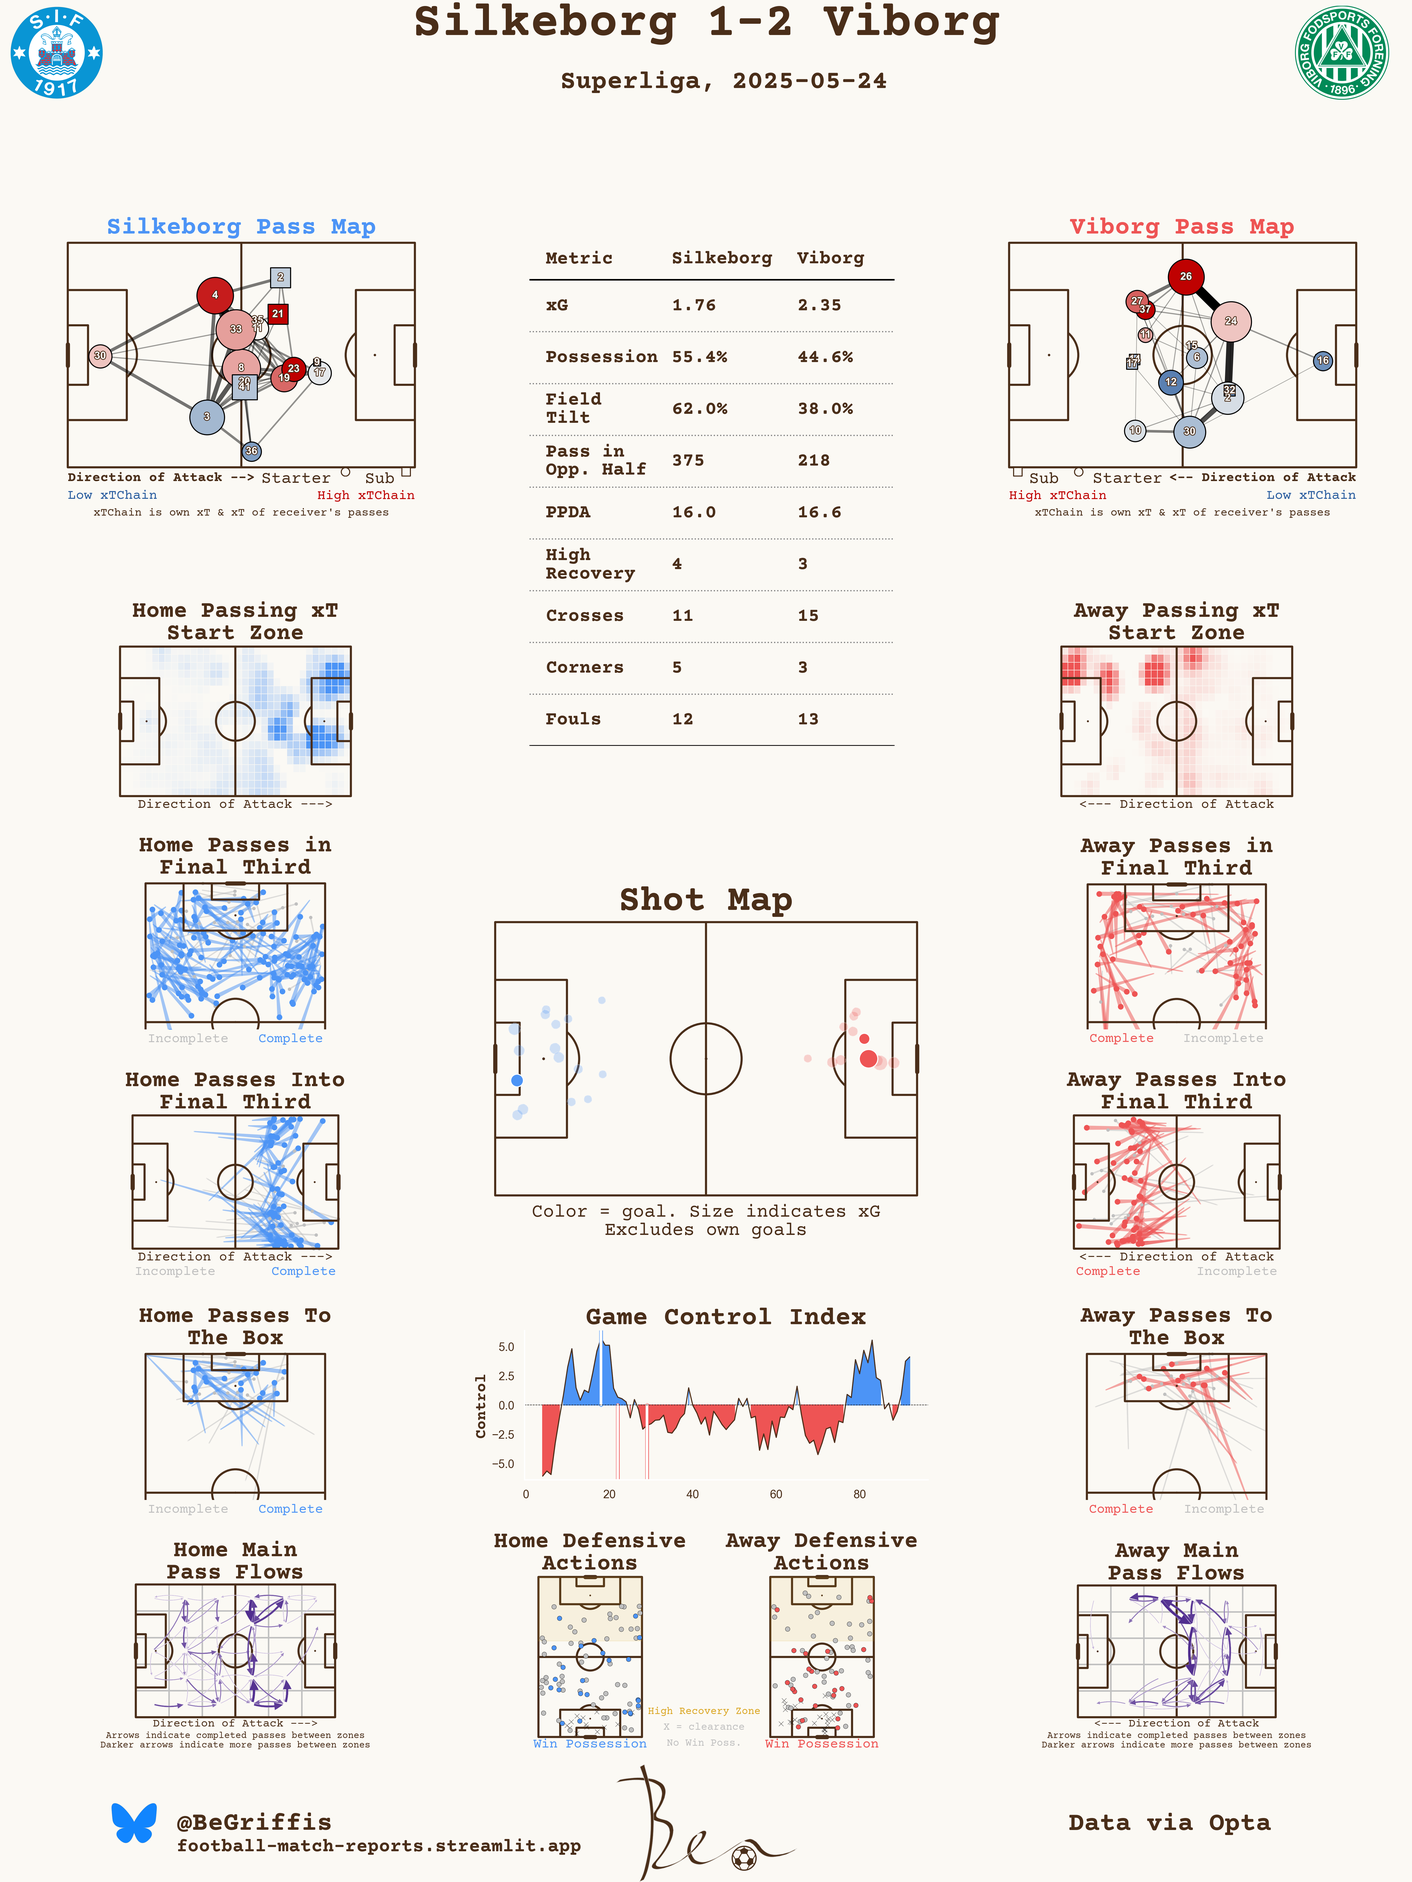 Silkeborg 1-2 Viborg
Superliga, 2025-05-24
S·I·F
1917
VIBORG FODSPORTS FORENING
·1896·
Silkeborg Pass Map
4
2
21
35
11
33
30
8
23
19
9
17
41
3
36
Direction of Attack --> Starter Sub
Low xTChain High xTChain
xTChain is own xT & xT of receiver's passes
Metric Silkeborg Viborg
xG 1.76 2.35
Possession 55.4% 44.6%
Field
Tilt 62.0% 38.0%
Pass in
Opp. Half 375 218
PPDA 16.0 16.6
High
Recovery 4 3
Crosses 11 15
Corners 5 3
Fouls 12 13
Viborg Pass Map
26
27
37
24
11
15
6
16
17
12
32
2
10
30
Sub Starter <-- Direction of Attack
High xTChain Low xTChain
xTChain is own xT & xT of receiver's passes
Home Passing xT
Start Zone
Direction of Attack --->
Away Passing xT
Start Zone
<--- Direction of Attack
Home Passes in
Final Third
Incomplete Complete
Away Passes in
Final Third
Complete Incomplete
Shot Map
Color = goal. Size indicates xG
Excludes own goals
Home Passes Into
Final Third
Direction of Attack --->
Incomplete Complete
Away Passes Into
Final Third
<--- Direction of Attack
Complete Incomplete
Home Passes To
The Box
Incomplete Complete
Game Control Index
Control
5.0
2.5
0.0
−2.5
−5.0
0 20 40 60 80
Away Passes To
The Box
Complete Incomplete
Home Main
Pass Flows
Direction of Attack --->
Arrows indicate completed passes between zones
Darker arrows indicate more passes between zones
Home Defensive
Actions
Win Possession
Away Defensive
Actions
Win Possession
High Recovery Zone
X = clearance
No Win Poss.
Away Main
Pass Flows
<--- Direction of Attack
Arrows indicate completed passes between zones
Darker arrows indicate more passes between zones
@BeGriffis
football-match-reports.streamlit.app
Ben
Data via Opta